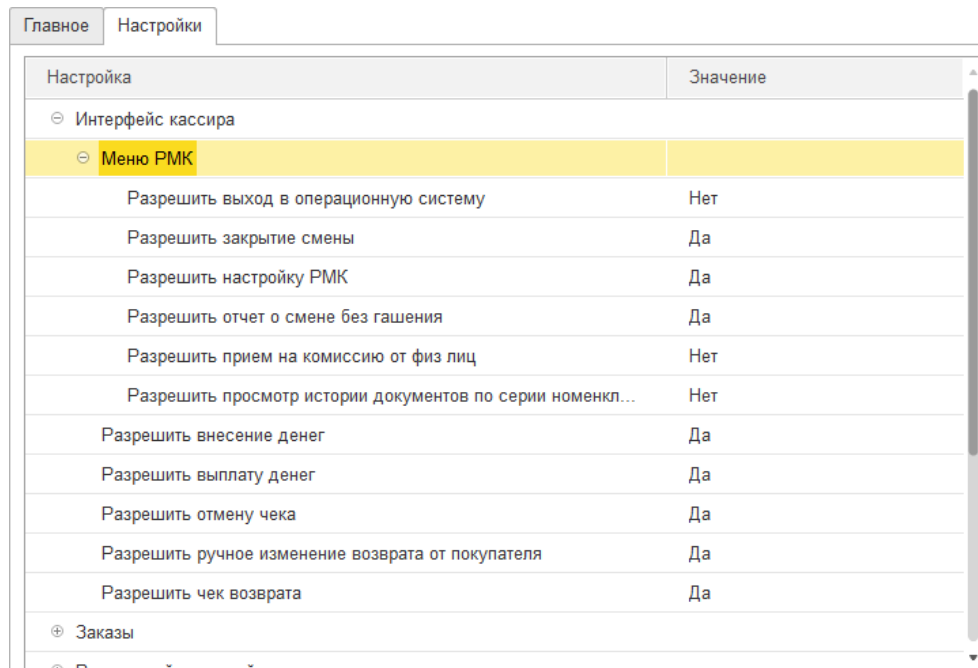 Главное Настройки
Настройка Значение
Интерфейс кассира
Меню РМК
Разрешить выход в операционную систему Нет
Разрешить закрытие смены Да
Разрешить настройку РМК Да
Разрешить отчет о смене без гашения Да
Разрешить прием на комиссию от физ лиц Нет
Разрешить просмотр истории документов по серии номенкл... Нет
Разрешить внесение денег Да
Разрешить выплату денег Да
Разрешить отмену чека Да
Разрешить ручное изменение возврата от покупателя Да
Разрешить чек возврата Да
Заказы